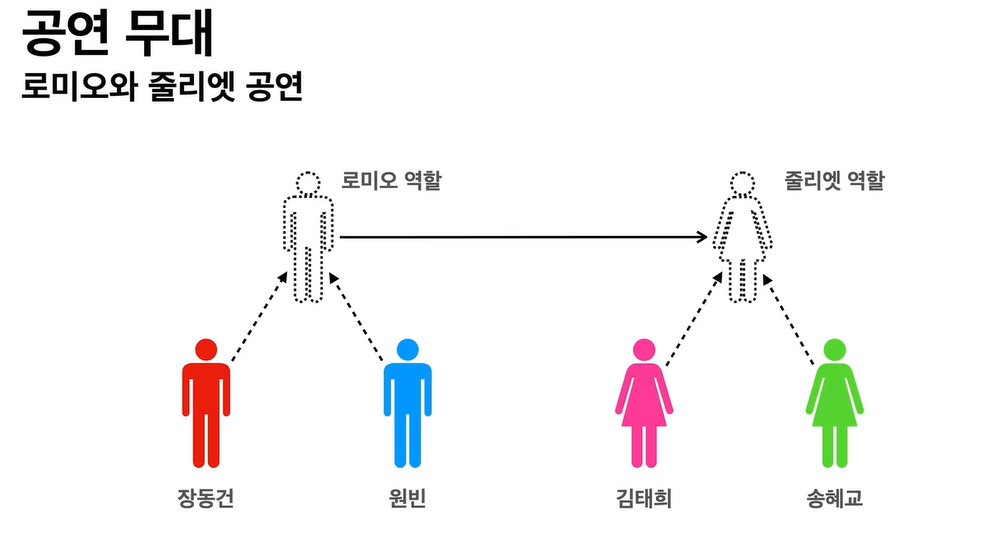 공연 무대
로미오와 줄리엣 공연
로미오 역할
줄리엣 역할
장동건
원빈
김태희
송혜교